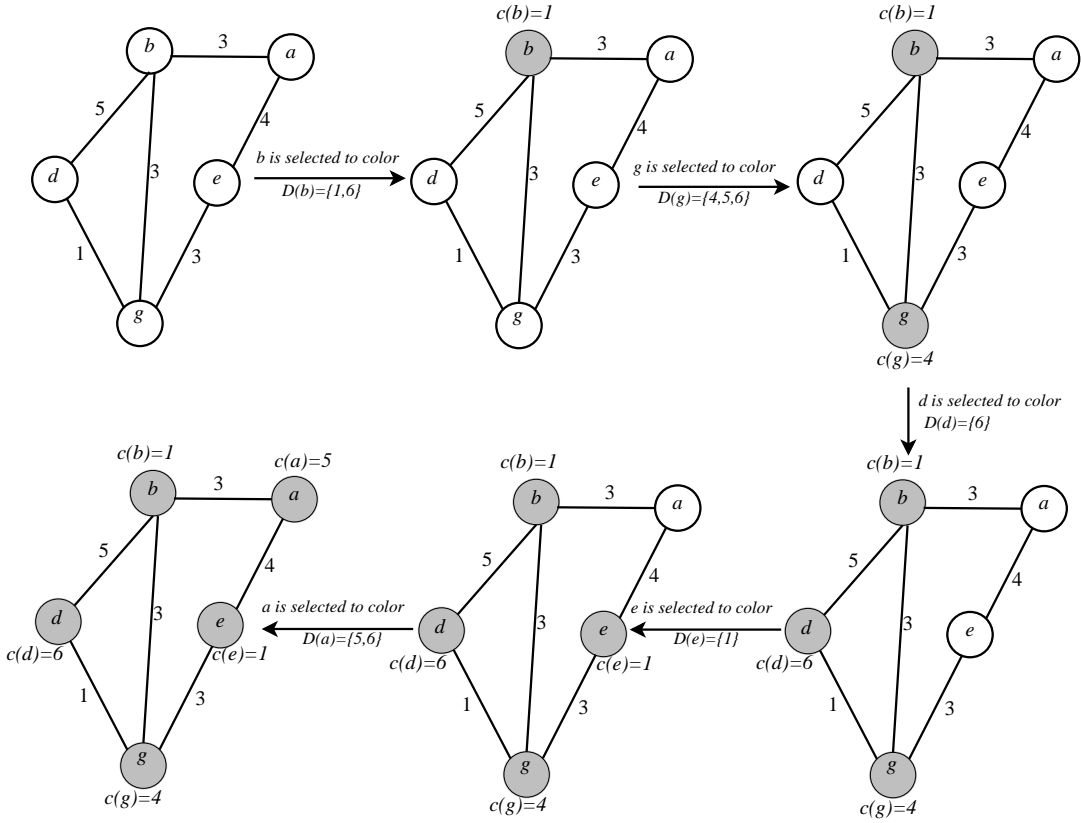 b
3
a
5
4
3
d
e
1
3
g
b is selected to color
D(b)={1,6}
c(b)=1
b
3
a
5
4
3
d
e
1
3
g
g is selected to color
D(g)={4,5,6}
c(b)=1
b
3
a
5
4
3
d
e
1
3
g
c(g)=4
d is selected to color
D(d)={6}
c(b)=1
b
3
a
5
4
3
d
c(d)=6
e
1
3
g
c(g)=4
e is selected to color
D(e)={1}
c(b)=1
b
3
a
5
4
3
d
c(d)=6
e
c(e)=1
1
3
g
c(g)=4
a is selected to color
D(a)={5,6}
c(b)=1
c(a)=5
b
3
a
5
4
3
d
c(d)=6
e
c(e)=1
1
3
g
c(g)=4